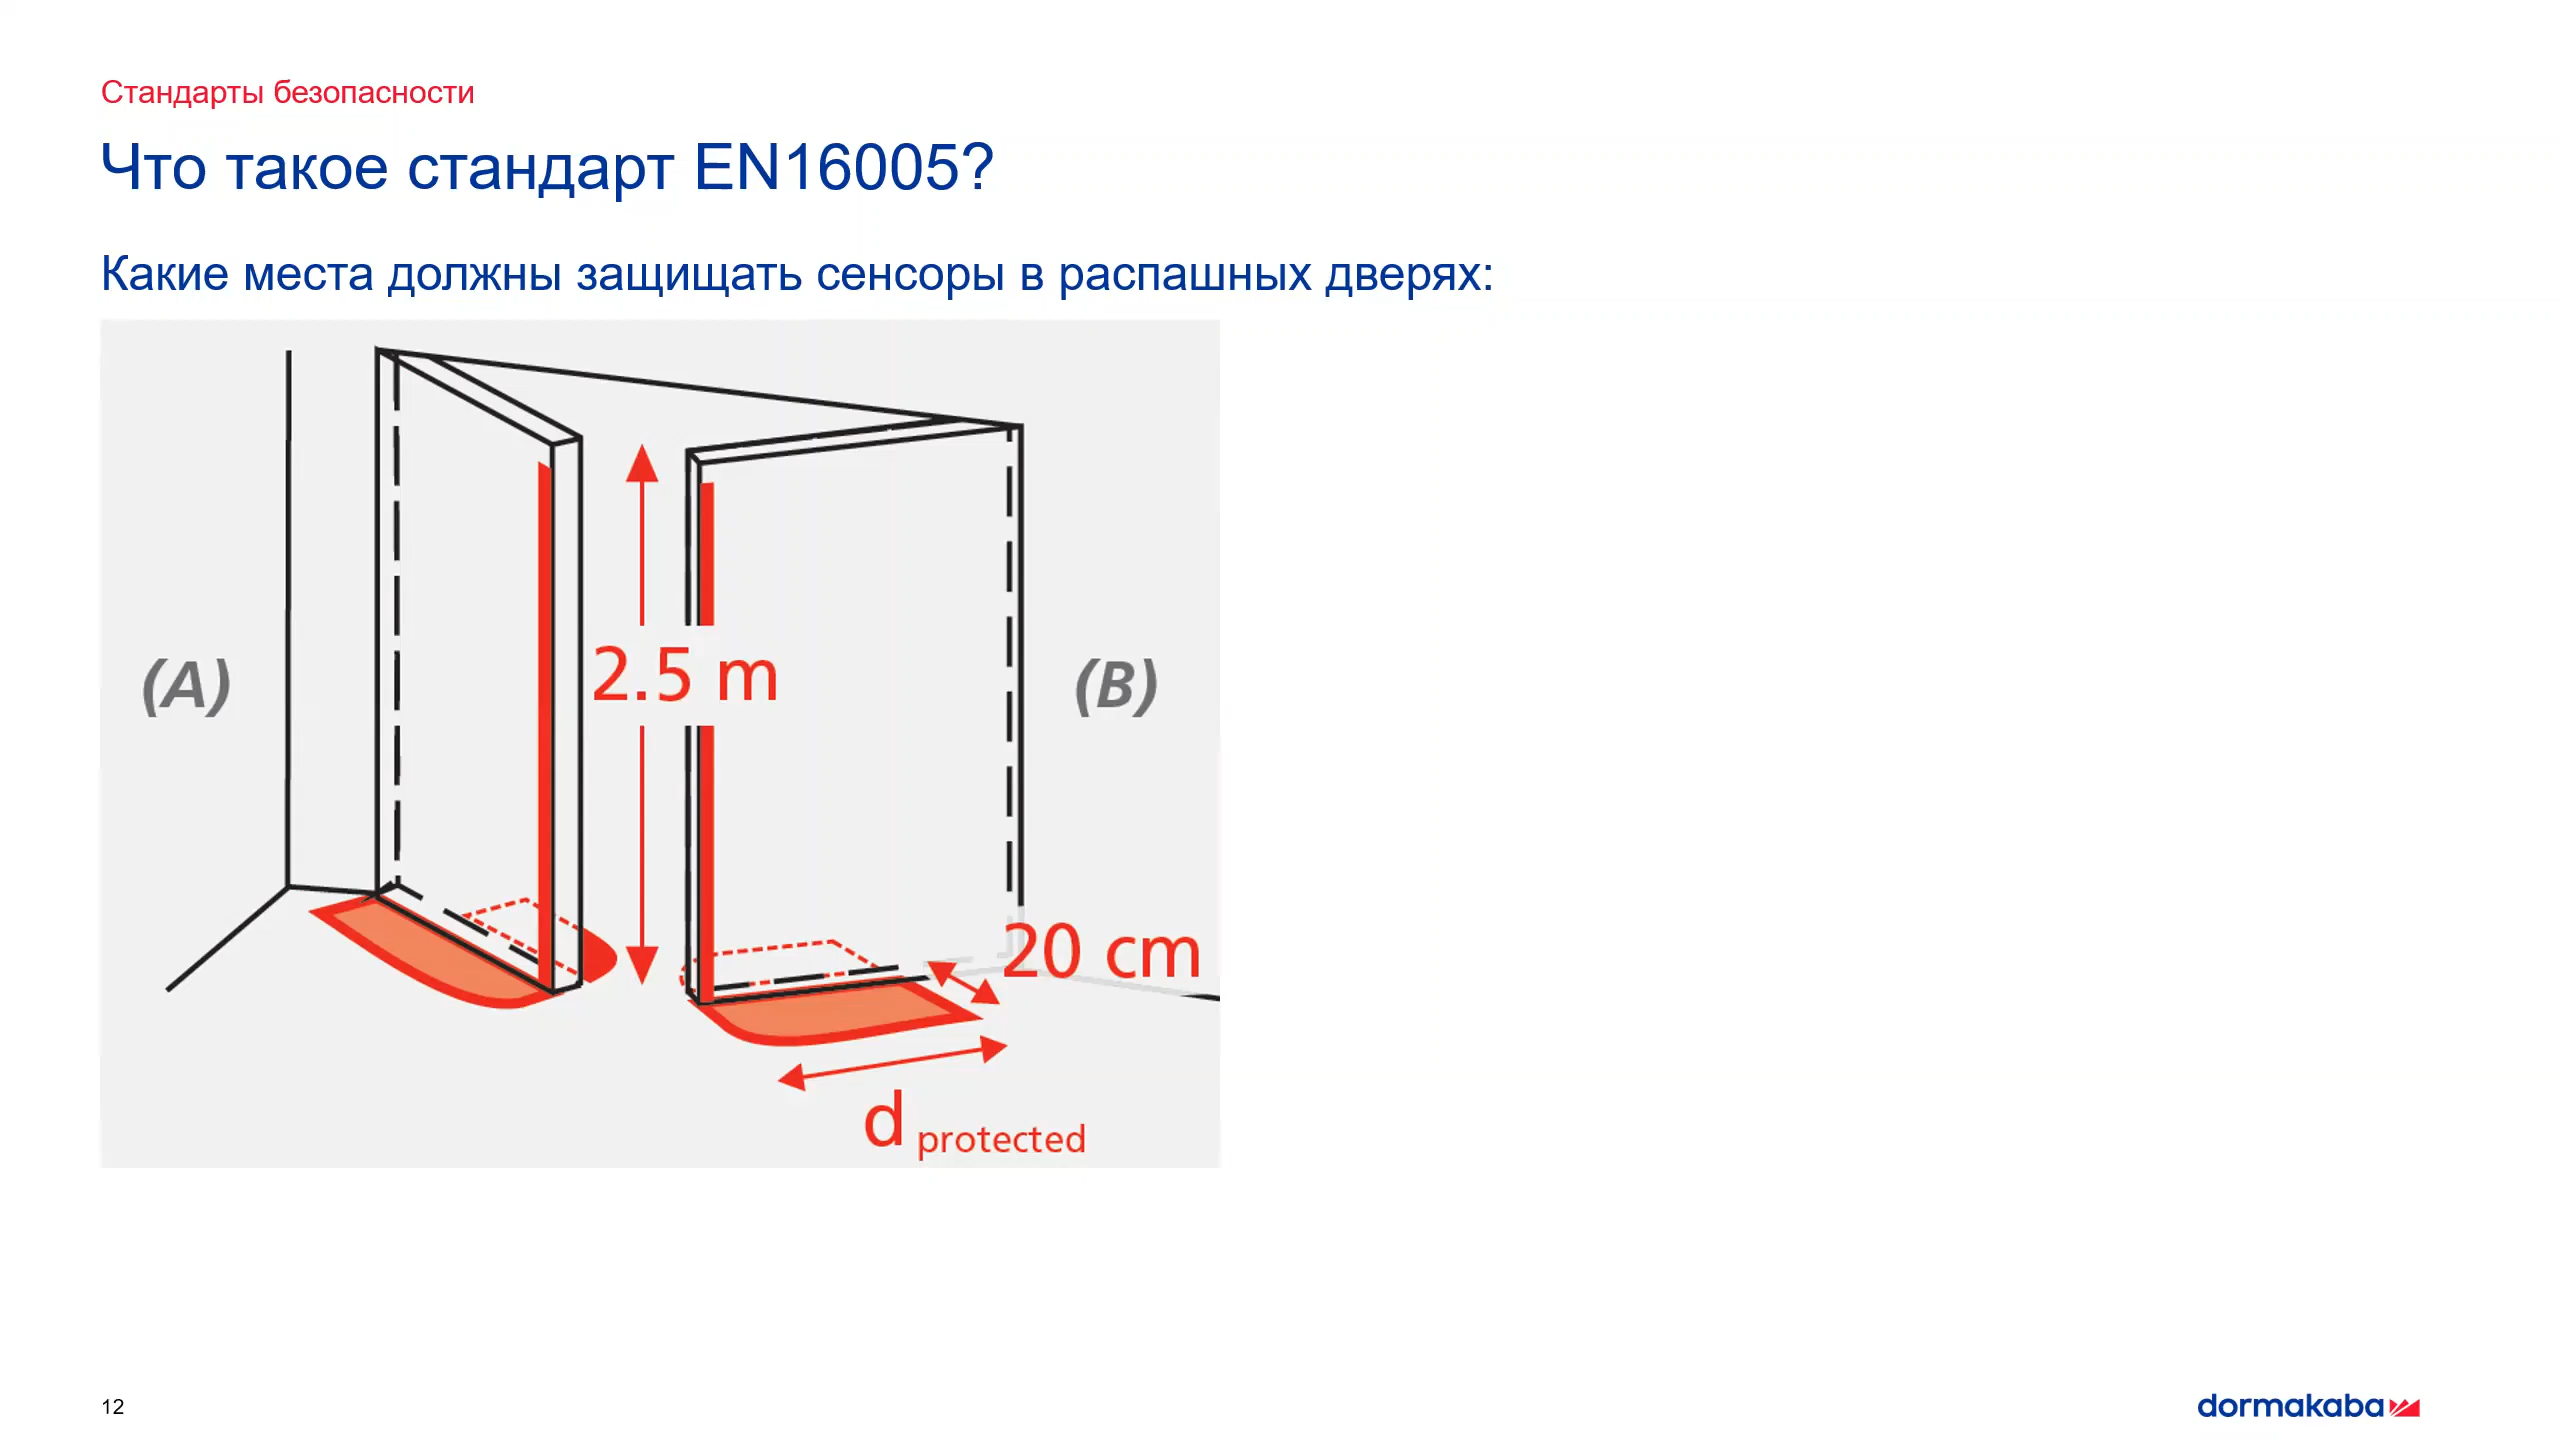 Стандарты безопасности
Что такое стандарт EN16005?
Какие места должны защищать сенсоры в распашных дверях:
2.5 m
(A)
(B)
20 cm
d protected
12
dormakaba